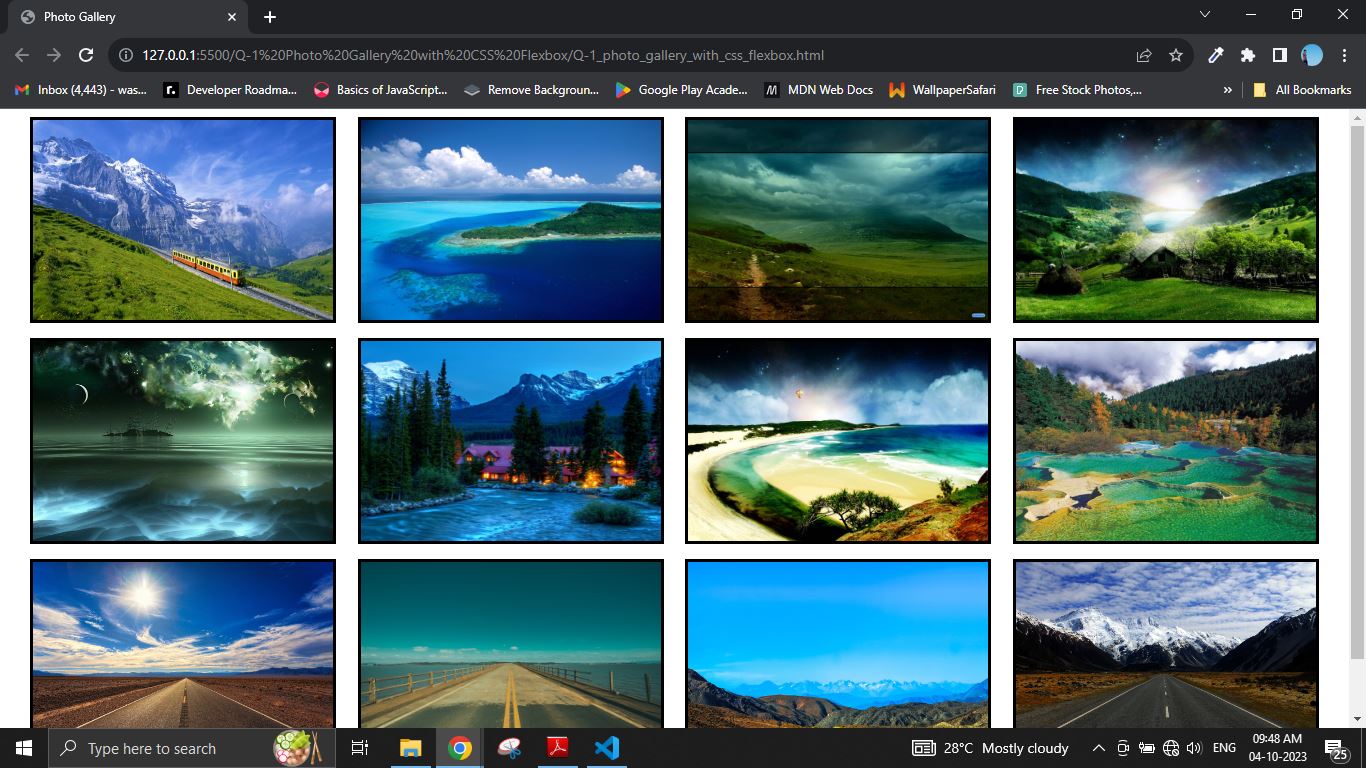 Photo Gallery
127.0.0.1:5500/Q-1%20Photo%20Gallery%20with%20CSS%20Flexbox/Q-1_photo_gallery_with_css_flexbox.html
Inbox (4,443) - was... Developer Roadma... Basics of JavaScript... Remove Backgroun... Google Play Acade... MDN Web Docs WallpaperSafari Free Stock Photos,... » All Bookmarks
Type here to search 28°C Mostly cloudy ENG 09:48 AM
04-10-2023 25